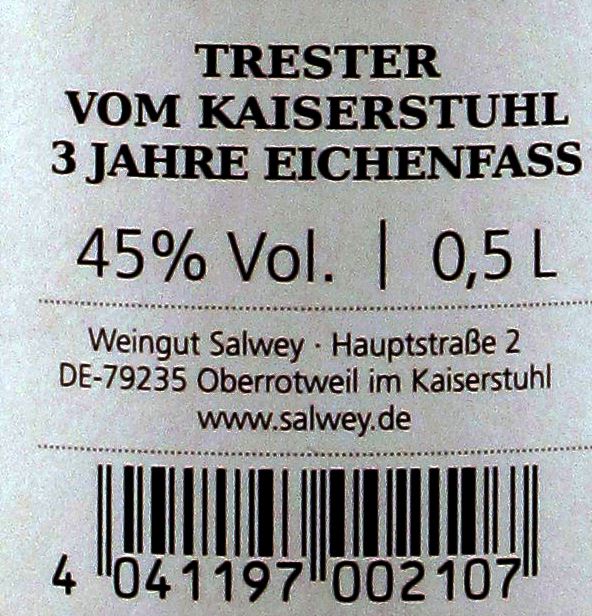 TRESTER
VOM KAISERSTUHL
3 JAHRE EICHENFASS
45% Vol. | 0,5 L
Weingut Salwey · Hauptstraße 2
DE-79235 Oberrotweil im Kaiserstuhl
www.salwey.de
4 041197 002107